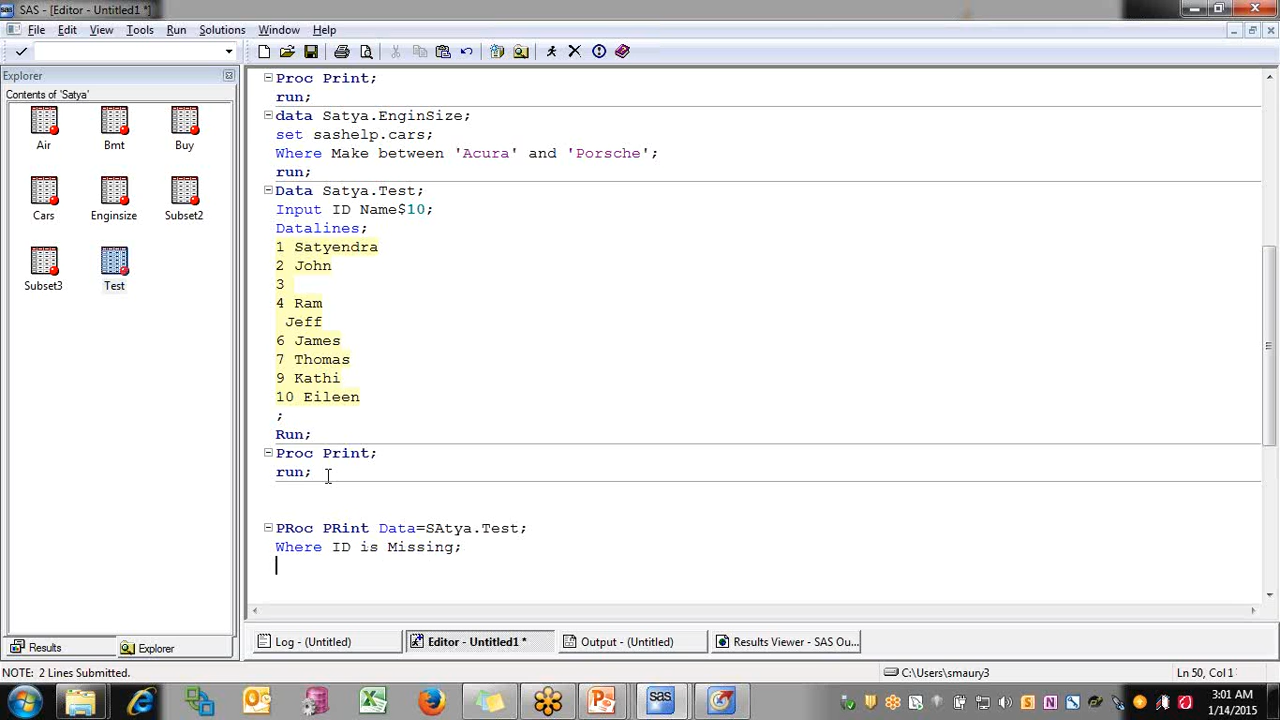 SAS - [Editor - Untitled1 *]
File Edit View Tools Run Solutions Window Help
Explorer
Contents of 'Satya'
Air Bmt Buy
Cars Enginsize Subset2
Subset3 Test
Proc Print;
run;
data Satya.EnginSize;
set sashelp.cars;
Where Make between 'Acura' and 'Porsche';
run;
Data Satya.Test;
Input ID Name$10;
Datalines;
1 Satyendra
2 John
3
4 Ram
Jeff
6 James
7 Thomas
9 Kathi
10 Eileen
;
Run;
Proc Print;
run;
PRoc PRint Data=SAtya.Test;
Where ID is Missing;
Results Explorer
Log - (Untitled) Editor - Untitled1 * Output - (Untitled) Results Viewer - SAS Ou...
NOTE: 2 Lines Submitted. C:\Users\smaury3 Ln 50, Col 1
sas
3:01 AM
1/14/2015